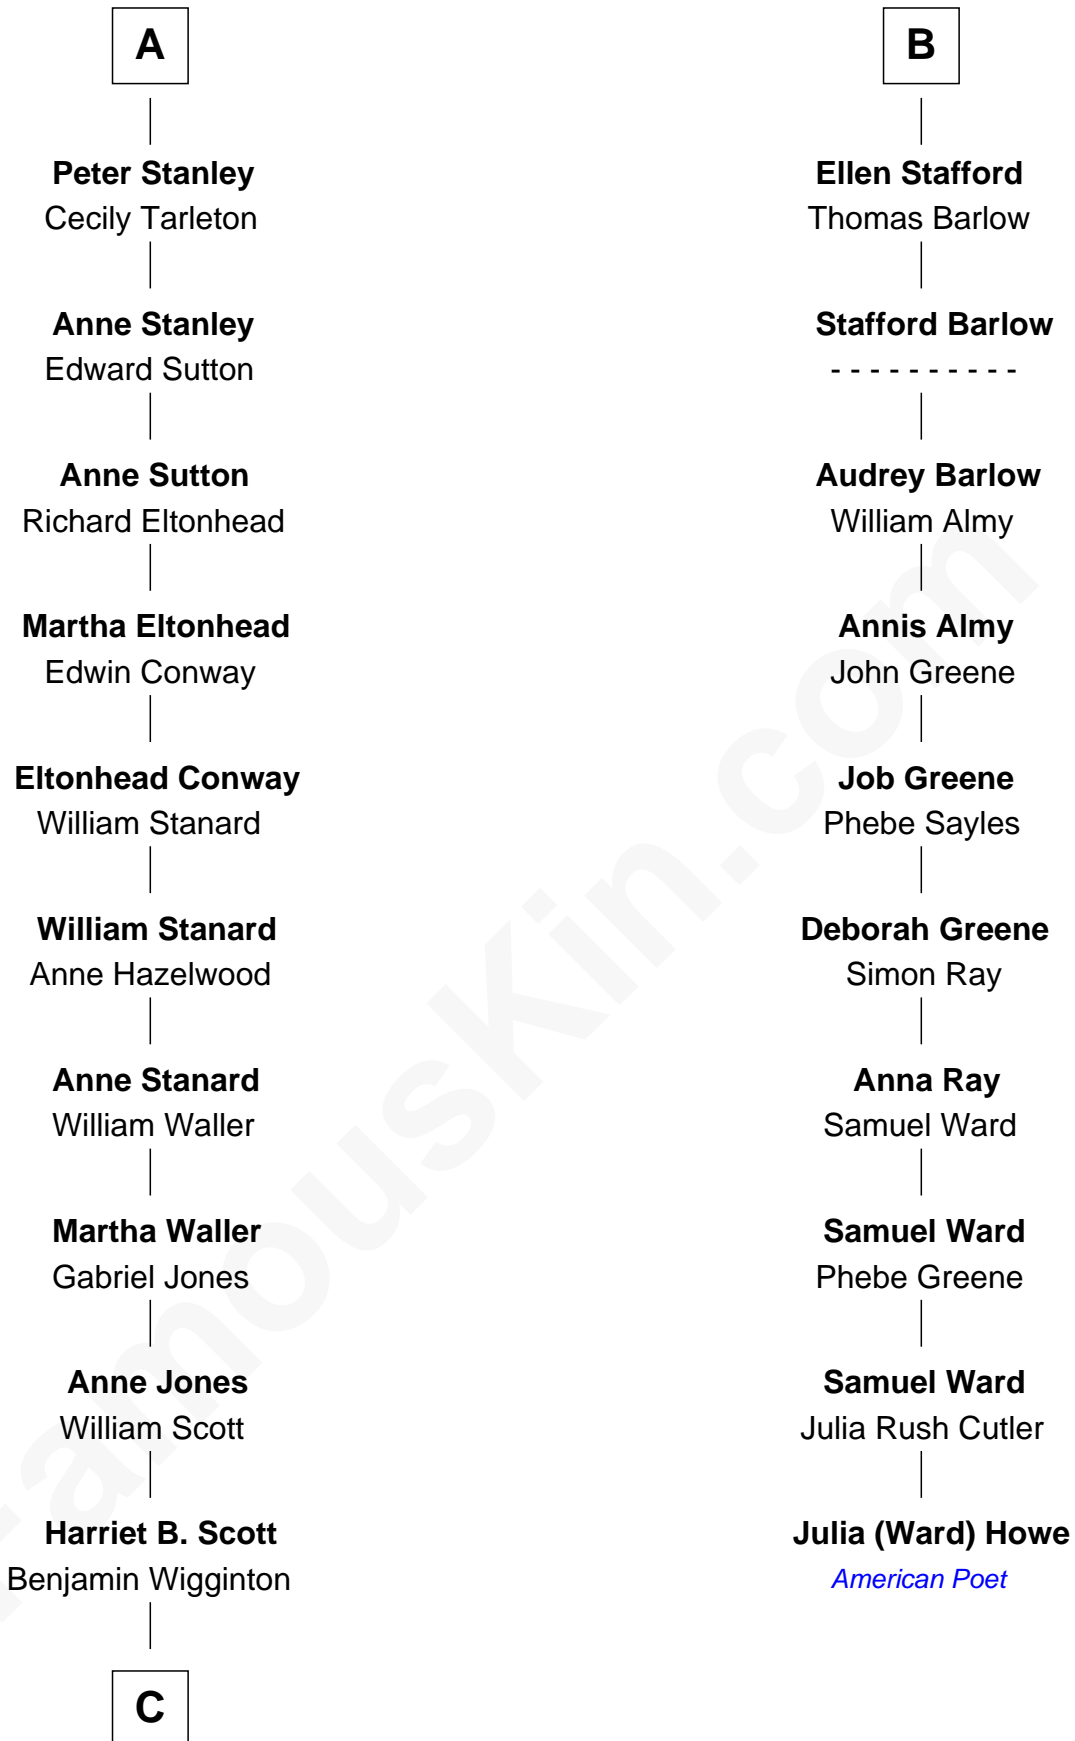 A
Peter Stanley
Cecily Tarleton
Anne Stanley
Edward Sutton
Anne Sutton
Richard Eltonhead
Martha Eltonhead
Edwin Conway
Eltonhead Conway
William Stanard
William Stanard
Anne Hazelwood
Anne Stanard
William Waller
Martha Waller
Gabriel Jones
Anne Jones
William Scott
Harriet B. Scott
Benjamin Wigginton
C
B
Ellen Stafford
Thomas Barlow
Stafford Barlow
- - - - - - - - - -
Audrey Barlow
William Almy
Annis Almy
John Greene
Job Greene
Phebe Sayles
Deborah Greene
Simon Ray
Anna Ray
Samuel Ward
Samuel Ward
Phebe Greene
Samuel Ward
Julia Rush Cutler
Julia (Ward) Howe
American Poet
FamousKin.com